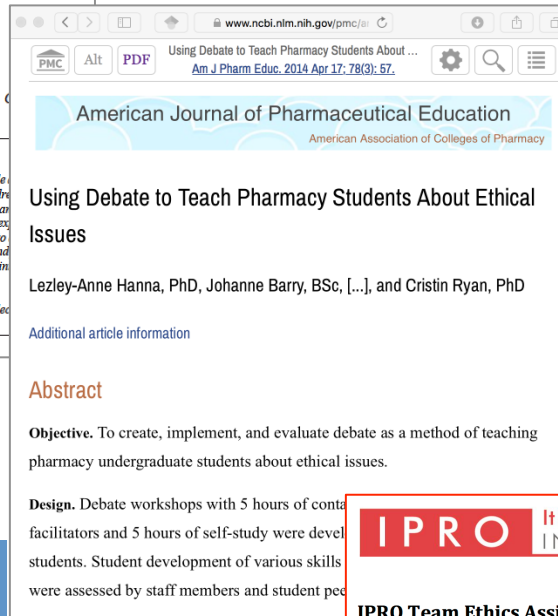 www.ncbi.nlm.nih.gov/pmc/a
PMC Alt PDF
Using Debate to Teach Pharmacy Students About ...
Am J Pharm Educ. 2014 Apr 17; 78(3): 57.
American Journal of Pharmaceutical Education
American Association of Colleges of Pharmacy
Using Debate to Teach Pharmacy Students About Ethical
Issues
Lezley-Anne Hanna, PhD, Johanne Barry, BSc, [...], and Cristin Ryan, PhD
Additional article information
Abstract
Objective. To create, implement, and evaluate debate as a method of teaching
pharmacy undergraduate students about ethical issues.
Design. Debate workshops with 5 hours of conta
facilitators and 5 hours of self-study were devel
students. Student development of various skills
were assessed by staff members and student pee
IPRO It
IN
IPRO Team Ethics Assi